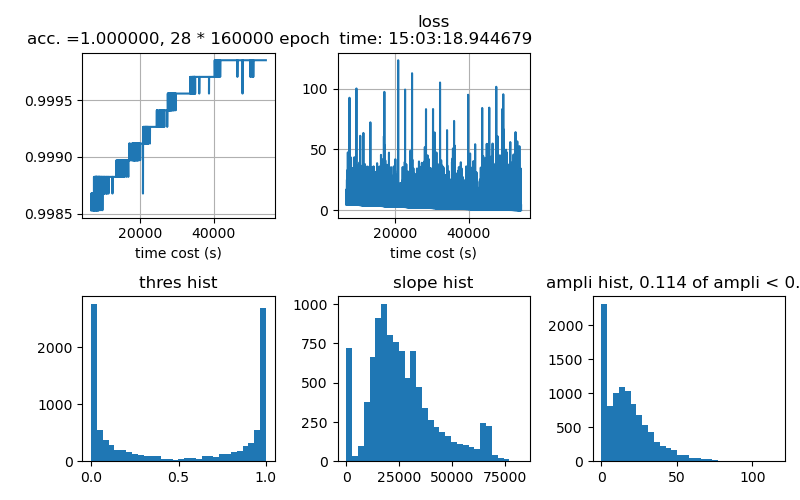 acc. =1.000000, 28 * 160000 epoch
loss
time: 15:03:18.944679
0.9995
0.9990
0.9985
20000 40000
time cost (s)
100
50
0
20000 40000
time cost (s)
thres hist
2000
1000
0
0.0 0.5 1.0
slope hist
1000
750
500
250
0
0 25000 50000 75000
ampli hist, 0.114 of ampli < 0.
2000
1500
1000
500
0
0 50 100